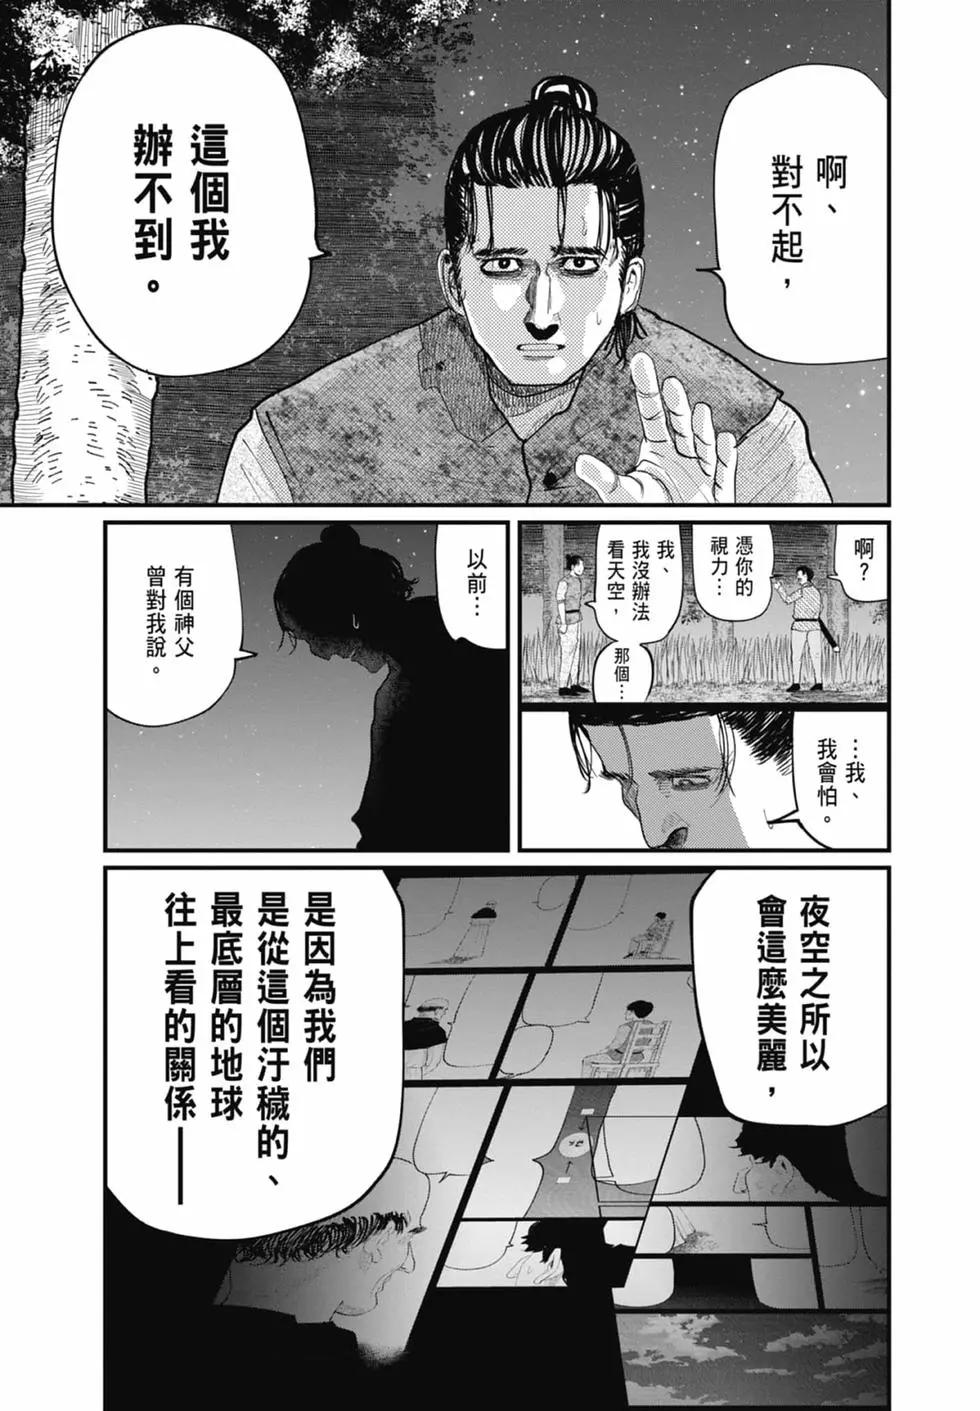 啊、
對不起，
這個我
辦不到。
啊？
憑你的
視力…
我、
我沒辦法
看天空，
那個…
…我、
我會怕。
以前…
有個神父
曾對我說。
夜空之所以
會這麼美麗，
是因為我們
是從這個汙穢的、
最底層的地球
往上看的關係——